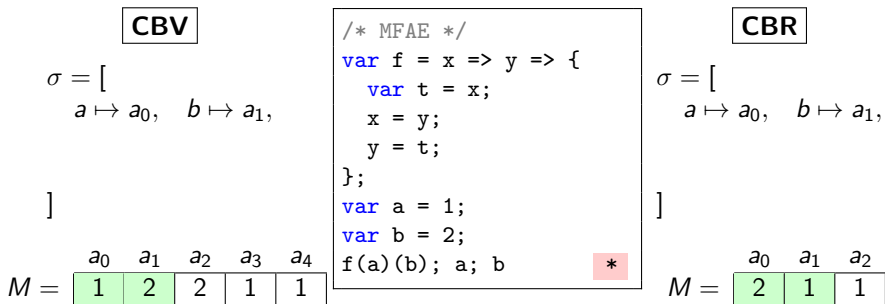 CBV
σ = [
a ↦ a₀, b ↦ a₁,
]
a₀ a₁ a₂ a₃ a₄
M = 1 2 2 1 1
/* MFAE */
var f = x => y => {
  var t = x;
  x = y;
  y = t;
};
var a = 1;
var b = 2;
f(a)(b); a; b *
CBR
σ = [
a ↦ a₀, b ↦ a₁,
]
a₀ a₁ a₂
M = 2 1 1